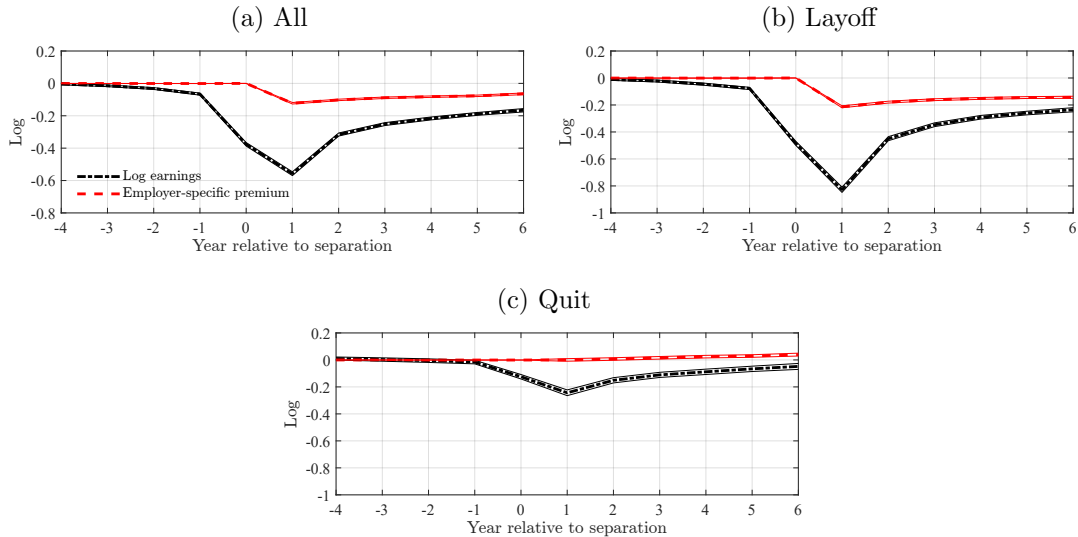 (a) All
0.2
0
-0.2
-0.4
-0.6
-0.8
Log
Log earnings
Employer-specific premium
-4 -3 -2 -1 0 1 2 3 4 5 6
Year relative to separation
(b) Layoff
0.2
0
-0.2
-0.4
-0.6
-0.8
-1
Log
-4 -3 -2 -1 0 1 2 3 4 5 6
Year relative to separation
(c) Quit
0.2
0
-0.2
-0.4
-0.6
-0.8
-1
Log
-4 -3 -2 -1 0 1 2 3 4 5 6
Year relative to separation